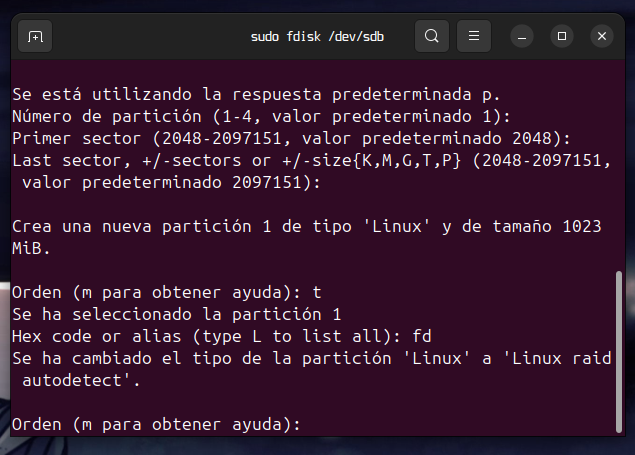 sudo fdisk /dev/sdb
Se está utilizando la respuesta predeterminada p.
Número de partición (1-4, valor predeterminado 1):
Primer sector (2048-2097151, valor predeterminado 2048):
Last sector, +/-sectors or +/-size{K,M,G,T,P} (2048-2097151,
 valor predeterminado 2097151):
Crea una nueva partición 1 de tipo 'Linux' y de tamaño 1023
MiB.
Orden (m para obtener ayuda): t
Se ha seleccionado la partición 1
Hex code or alias (type L to list all): fd
Se ha cambiado el tipo de la partición 'Linux' a 'Linux raid
 autodetect'.
Orden (m para obtener ayuda):